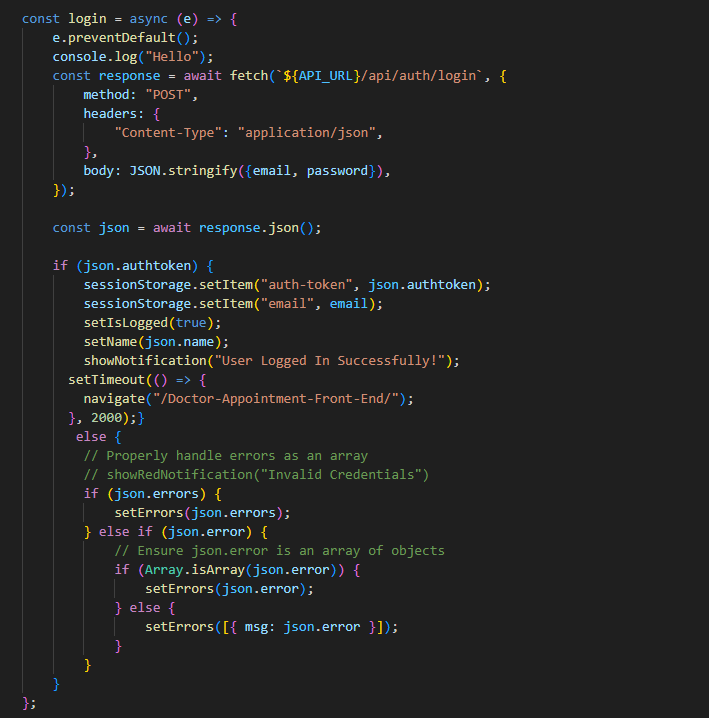 const login = async (e) => {
    e.preventDefault();
    console.log("Hello");
    const response = await fetch(`${API_URL}/api/auth/login`, {
        method: "POST",
        headers: {
            "Content-Type": "application/json",
        },
        body: JSON.stringify({email, password}),
    });

    const json = await response.json();

    if (json.authtoken) {
        sessionStorage.setItem("auth-token", json.authtoken);
        sessionStorage.setItem("email", email);
        setIsLogged(true);
        setName(json.name);
        showNotification("User Logged In Successfully!");
      setTimeout(() => {
        navigate("/Doctor-Appointment-Front-End/");
      }, 2000);}
       else {
        // Properly handle errors as an array
        // showRedNotification("Invalid Credentials")
        if (json.errors) {
            setErrors(json.errors);
        } else if (json.error) {
            // Ensure json.error is an array of objects
            if (Array.isArray(json.error)) {
                setErrors(json.error);
            } else {
                setErrors([{ msg: json.error }]);
            }
        }
    }
};